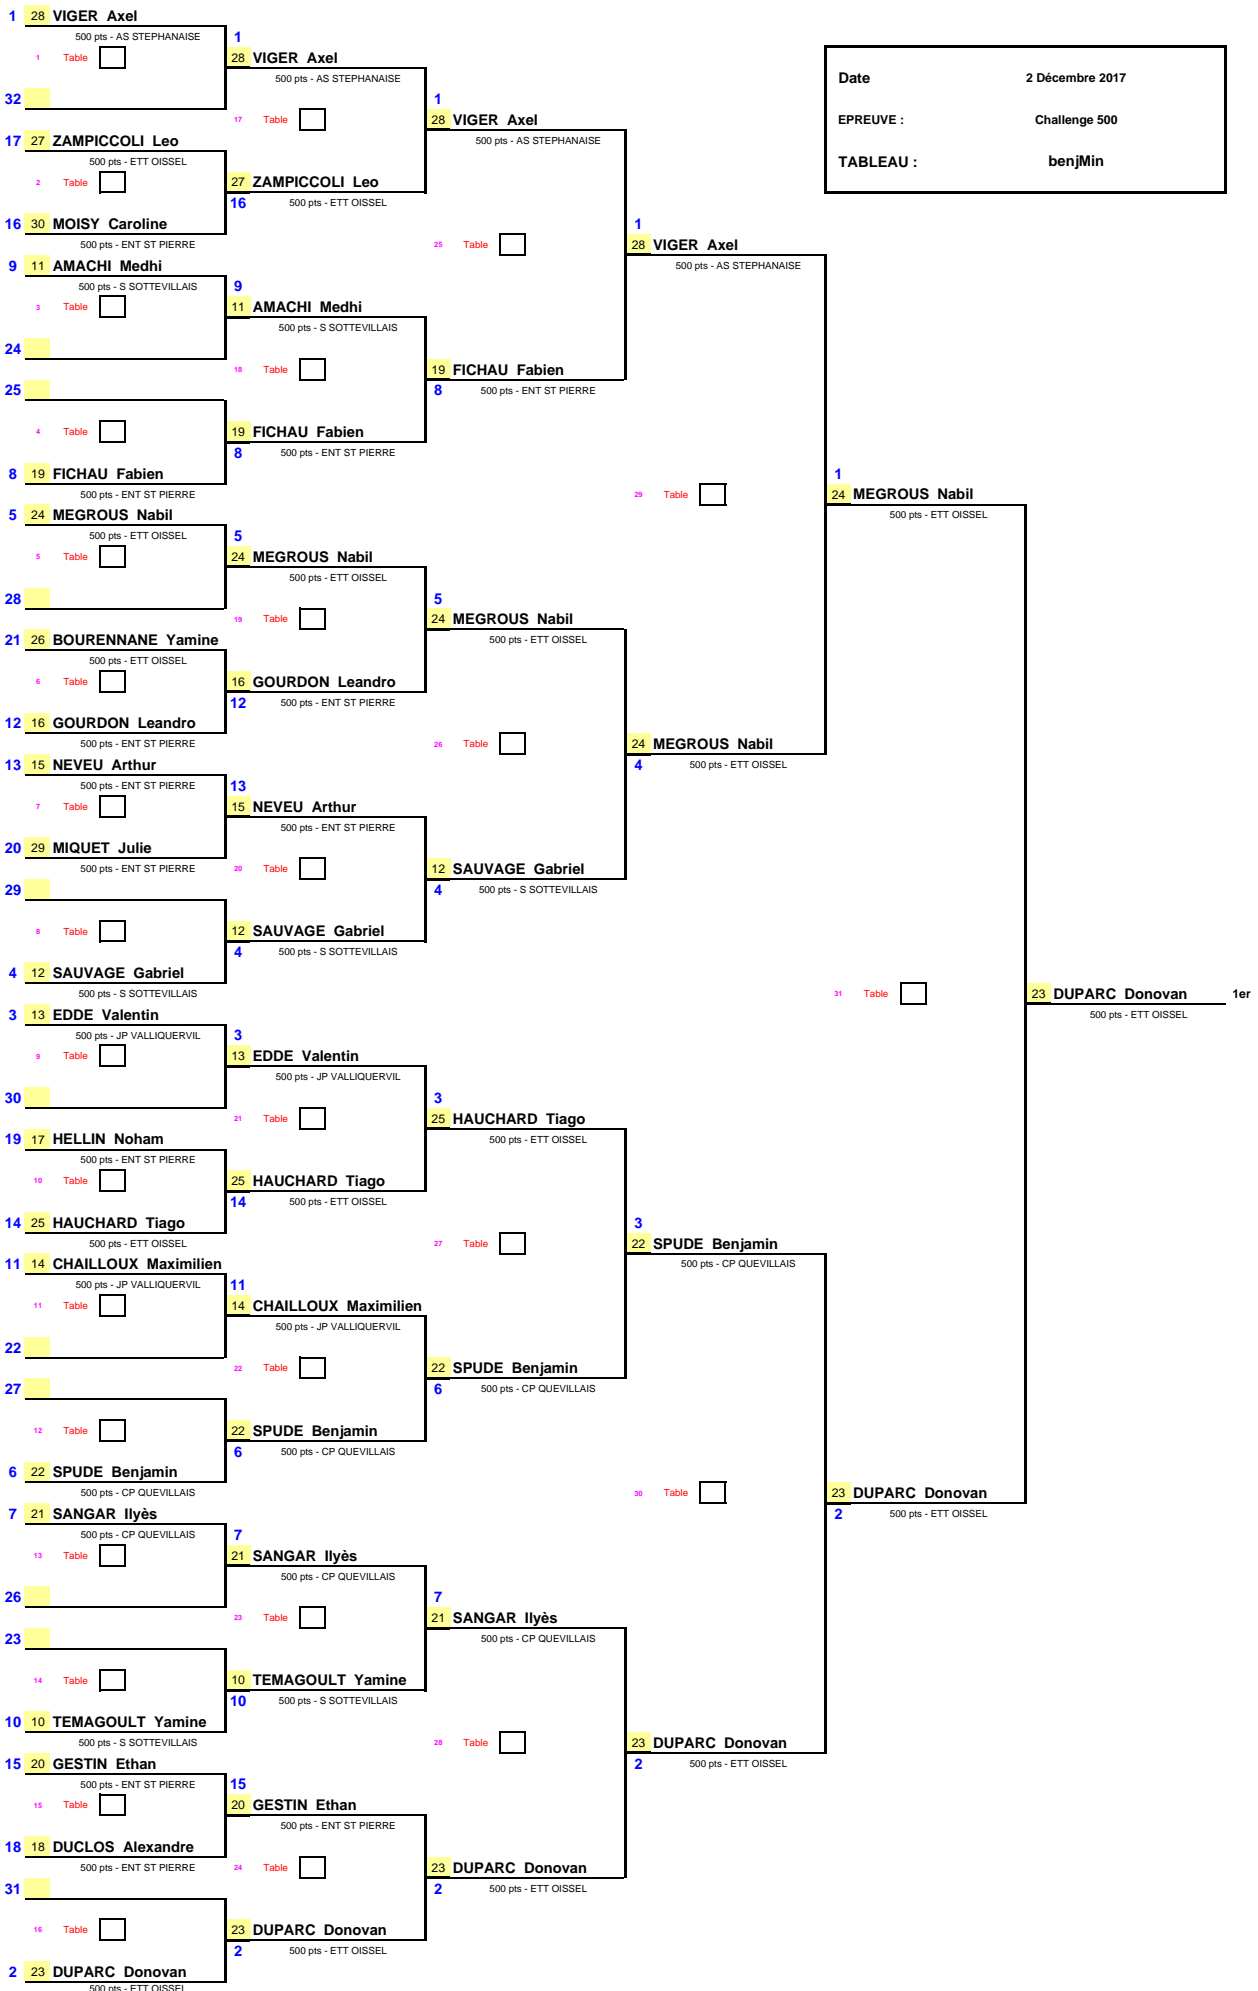 1 28 VIGER Axel
500 pts - AS STEPHANAISE
1 Table
32
17 27 ZAMPICCOLI Leo
500 pts - ETT OISSEL
2 Table
16 30 MOISY Caroline
500 pts - ENT ST PIERRE
9 11 AMACHI Medhi
500 pts - S SOTTEVILLAIS
3 Table
24
25
4 Table
8 19 FICHAU Fabien
500 pts - ENT ST PIERRE
5 24 MEGROUS Nabil
500 pts - ETT OISSEL
5 Table
28
21 26 BOURENNANE Yamine
500 pts - ETT OISSEL
6 Table
12 16 GOURDON Leandro
500 pts - ENT ST PIERRE
13 15 NEVEU Arthur
500 pts - ENT ST PIERRE
7 Table
20 29 MIQUET Julie
500 pts - ENT ST PIERRE
29
8 Table
4 12 SAUVAGE Gabriel
500 pts - S SOTTEVILLAIS
3 13 EDDE Valentin
500 pts - JP VALLIQUERVIL
9 Table
30
19 17 HELLIN Noham
500 pts - ENT ST PIERRE
10 Table
14 25 HAUCHARD Tiago
500 pts - ETT OISSEL
11 14 CHAILLOUX Maximilien
500 pts - JP VALLIQUERVIL
11 Table
22
27
12 Table
6 22 SPUDE Benjamin
500 pts - CP QUEVILLAIS
7 21 SANGAR Ilyès
500 pts - CP QUEVILLAIS
13 Table
26
23
14 Table
10 10 TEMAGOULT Yamine
500 pts - S SOTTEVILLAIS
15 20 GESTIN Ethan
500 pts - ENT ST PIERRE
15 Table
18 18 DUCLOS Alexandre
500 pts - ENT ST PIERRE
31
16 Table
2 23 DUPARC Donovan
500 pts - ETT OISSEL
1
28 VIGER Axel
500 pts - AS STEPHANAISE
17 Table
27 ZAMPICCOLI Leo
16 500 pts - ETT OISSEL
9
11 AMACHI Medhi
500 pts - S SOTTEVILLAIS
18 Table
19 FICHAU Fabien
8 500 pts - ENT ST PIERRE
5
24 MEGROUS Nabil
500 pts - ETT OISSEL
19 Table
16 GOURDON Leandro
12 500 pts - ENT ST PIERRE
13
15 NEVEU Arthur
500 pts - ENT ST PIERRE
20 Table
12 SAUVAGE Gabriel
4 500 pts - S SOTTEVILLAIS
3
13 EDDE Valentin
500 pts - JP VALLIQUERVIL
21 Table
25 HAUCHARD Tiago
14 500 pts - ETT OISSEL
11
14 CHAILLOUX Maximilien
500 pts - JP VALLIQUERVIL
22 Table
22 SPUDE Benjamin
6 500 pts - CP QUEVILLAIS
7
21 SANGAR Ilyès
500 pts - CP QUEVILLAIS
23 Table
10 TEMAGOULT Yamine
10 500 pts - S SOTTEVILLAIS
15
20 GESTIN Ethan
500 pts - ENT ST PIERRE
24 Table
23 DUPARC Donovan
2 500 pts - ETT OISSEL
1
28 VIGER Axel
500 pts - AS STEPHANAISE
25 Table
19 FICHAU Fabien
8 500 pts - ENT ST PIERRE
5
24 MEGROUS Nabil
500 pts - ETT OISSEL
26 Table
12 SAUVAGE Gabriel
4 500 pts - S SOTTEVILLAIS
3
25 HAUCHARD Tiago
500 pts - ETT OISSEL
27 Table
22 SPUDE Benjamin
6 500 pts - CP QUEVILLAIS
7
21 SANGAR Ilyès
500 pts - CP QUEVILLAIS
28 Table
23 DUPARC Donovan
2 500 pts - ETT OISSEL
1
28 VIGER Axel
500 pts - AS STEPHANAISE
29 Table
24 MEGROUS Nabil
4 500 pts - ETT OISSEL
3
22 SPUDE Benjamin
500 pts - CP QUEVILLAIS
30 Table
23 DUPARC Donovan
2 500 pts - ETT OISSEL
Date 2 Décembre 2017
EPREUVE : Challenge 500
TABLEAU : benjMin
1
24 MEGROUS Nabil
500 pts - ETT OISSEL
31 Table
23 DUPARC Donovan
2 500 pts - ETT OISSEL
23 DUPARC Donovan 1er
500 pts - ETT OISSEL